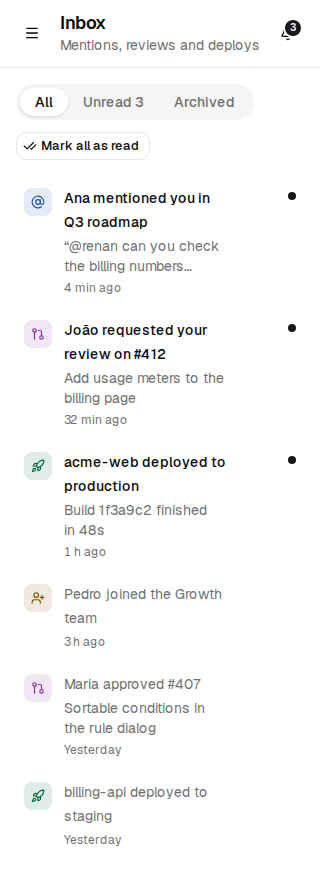 Inbox
Mentions, reviews and deploys
3
All
Unread 3
Archived
Mark all as read
Ana mentioned you in
Q3 roadmap
“@renan can you check
the billing numbers…
4 min ago
João requested your
review on #412
Add usage meters to the
billing page
32 min ago
acme-web deployed to
production
Build 1f3a9c2 finished
in 48s
1 h ago
Pedro joined the Growth
team
3 h ago
Maria approved #407
Sortable conditions in
the rule dialog
Yesterday
billing-api deployed to
staging
Yesterday